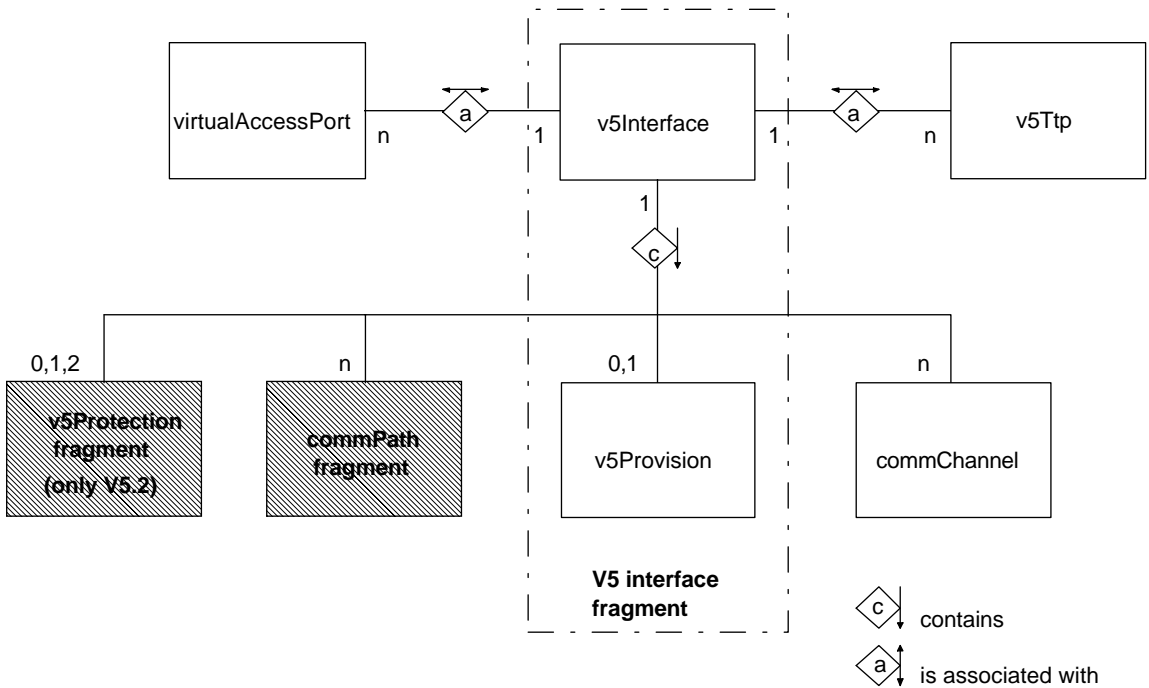 virtualAccessPort
a
v5Interface
a
v5Ttp
n
1
1
n
1
c
0,1,2
n
0,1
n
v5Protection
fragment
(only V5.2)
commPath
fragment
v5Provision
commChannel
V5 interface
fragment
c contains
a is associated with